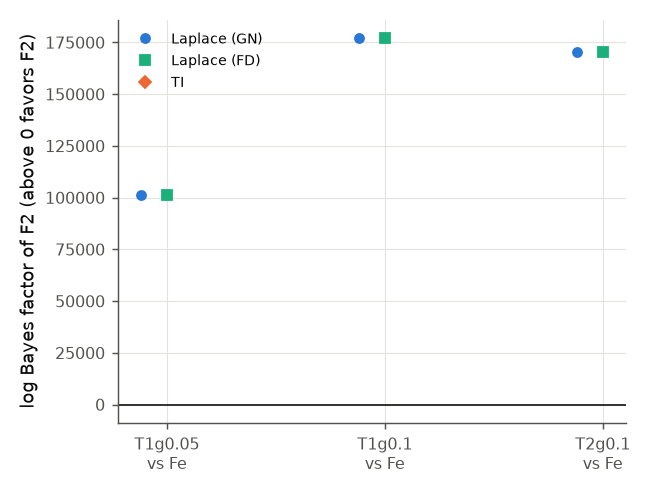 log Bayes factor of F2 (above 0 favors F2)
175000
150000
125000
100000
75000
50000
25000
0
Laplace (GN)
Laplace (FD)
TI
T1g0.05
vs Fe
T1g0.1
vs Fe
T2g0.1
vs Fe